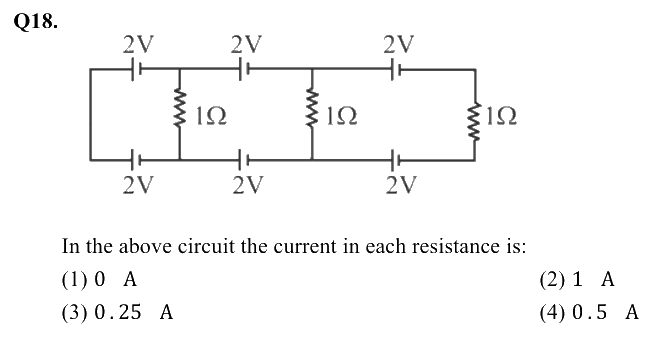 Q18.
2V 2V 2V
1Ω 1Ω 1Ω
2V 2V 2V
In the above circuit the current in each resistance is:
(1) 0 A (2) 1 A
(3) 0.25 A (4) 0.5 A